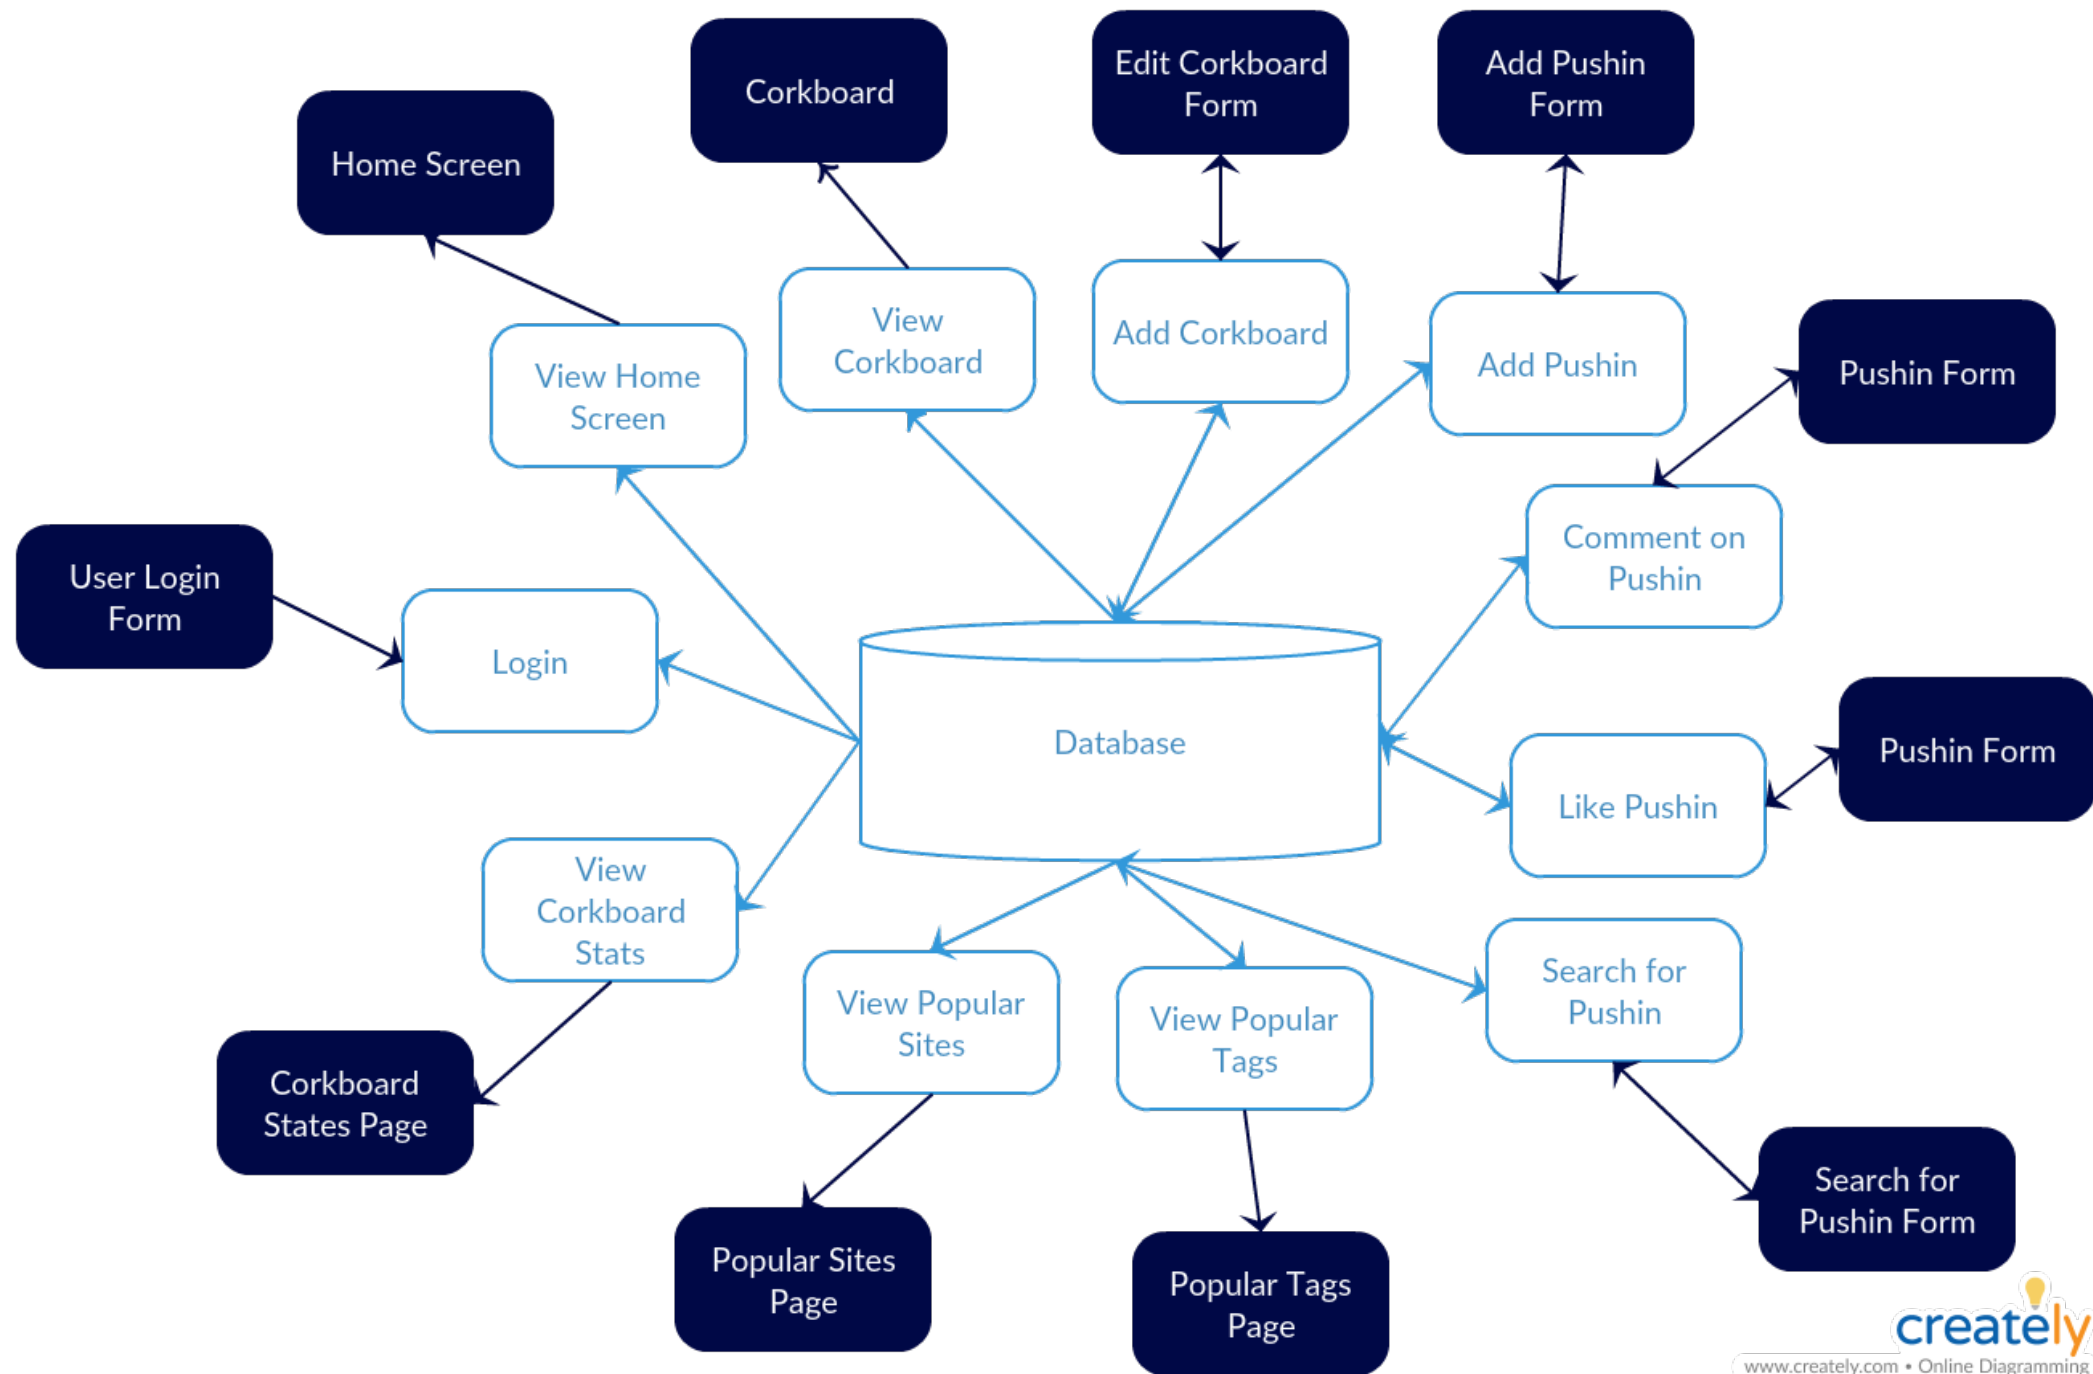 Edit Corkboard
Form
Add Pushin
Form
Corkboard
Home Screen
View
Corkboard
Add Corkboard
Add Pushin
Pushin Form
View Home
Screen
Comment on
Pushin
User Login
Form
Login
Database
Pushin Form
Like Pushin
View
Corkboard
Stats
View Popular
Sites
View Popular
Tags
Search for
Pushin
Corkboard
States Page
Popular Sites
Page
Popular Tags
Page
Search for
Pushin Form
creately
www.creately.com • Online Diagramming